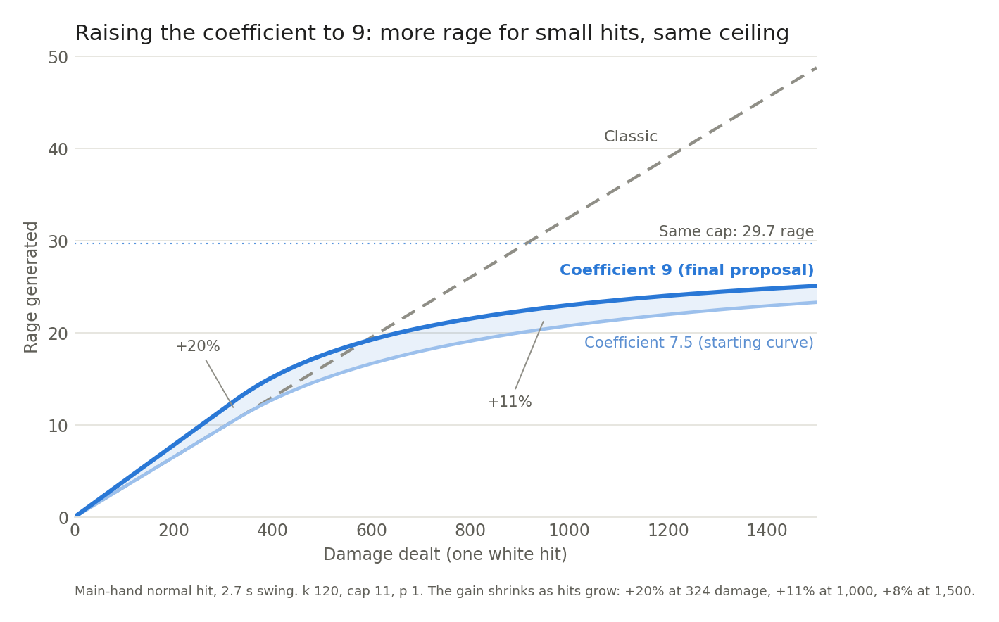 Raising the coefficient to 9: more rage for small hits, same ceiling
50
40
30
20
10
0
Rage generated
Classic
Same cap: 29.7 rage
Coefficient 9 (final proposal)
Coefficient 7.5 (starting curve)
+20%
+11%
0 200 400 600 800 1000 1200 1400
Damage dealt (one white hit)
Main-hand normal hit, 2.7 s swing. k 120, cap 11, p 1. The gain shrinks as hits grow: +20% at 324 damage, +11% at 1,000, +8% at 1,500.